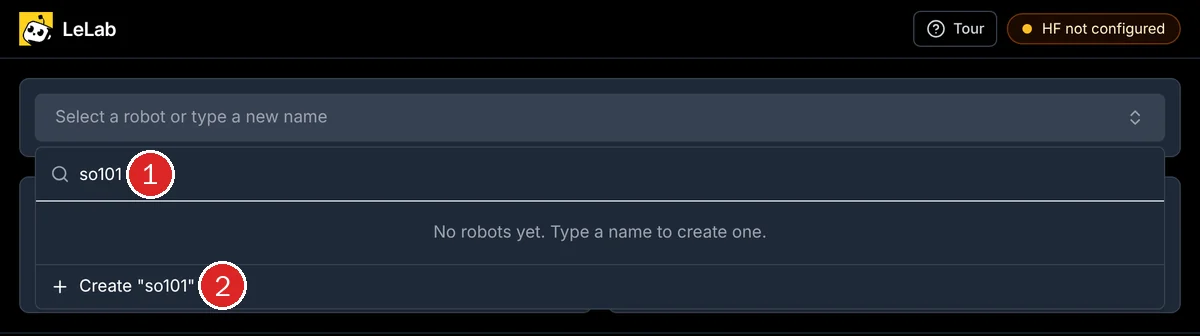 LeLab
Tour
HF not configured
Select a robot or type a new name
so101 1
No robots yet. Type a name to create one.
+ Create "so101" 2